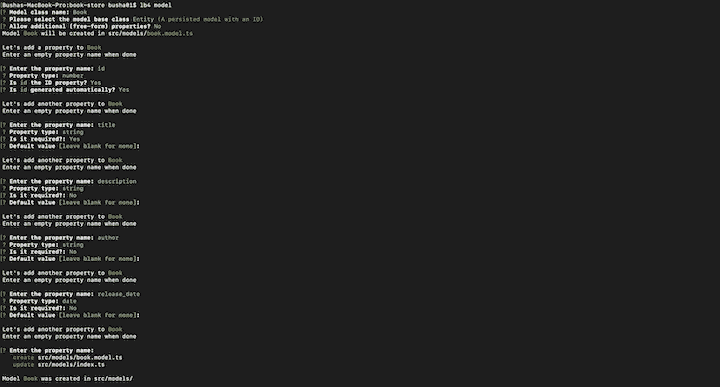 [Bushas-MacBook-Pro:book-store busha01$ lb4 model
[? Model class name: Book
? Please select the model base class Entity (A persisted model with an ID)
[? Allow additional (free-form) properties? No
Model Book will be created in src/models/book.model.ts
Let's add a property to Book
Enter an empty property name when done
[? Enter the property name: id
? Property type: number
[? Is id the ID property? Yes
[? Is id generated automatically? Yes
Let's add another property to Book
Enter an empty property name when done
[? Enter the property name: title
? Property type: string
[? Is it required?: Yes
[? Default value [leave blank for none]:
Let's add another property to Book
Enter an empty property name when done
[? Enter the property name: description
? Property type: string
[? Is it required?: No
[? Default value [leave blank for none]:
Let's add another property to Book
Enter an empty property name when done
[? Enter the property name: author
? Property type: string
[? Is it required?: No
[? Default value [leave blank for none]:
Let's add another property to Book
Enter an empty property name when done
[? Enter the property name: release_date
? Property type: date
[? Is it required?: No
[? Default value [leave blank for none]:
Let's add another property to Book
Enter an empty property name when done
[? Enter the property name:
create src/models/book.model.ts
update src/models/index.ts
Model Book was created in src/models/